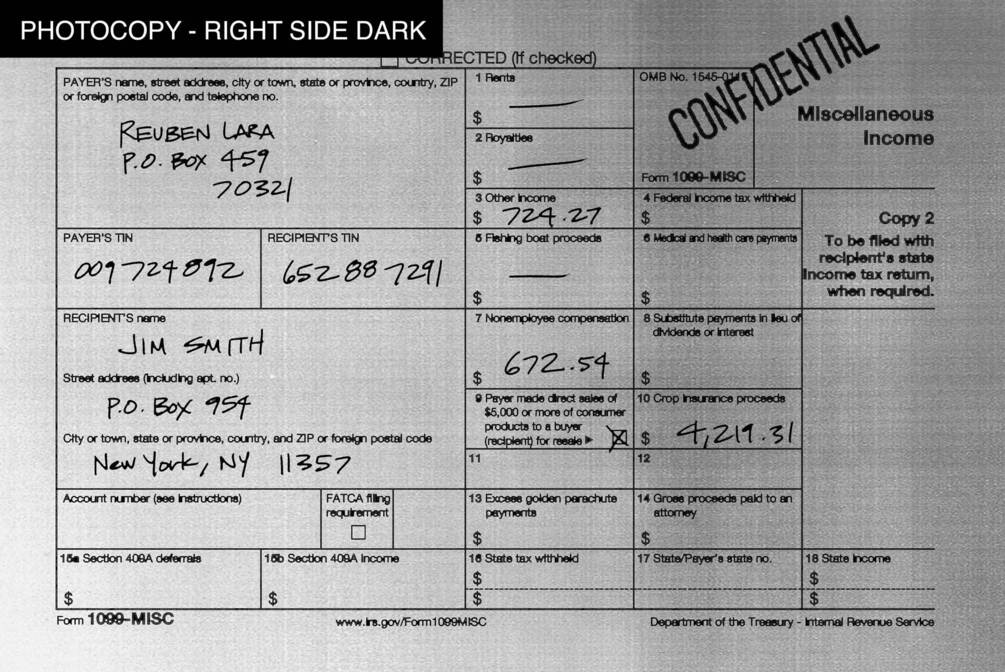 PHOTOCOPY - RIGHT SIDE DARK
CORRECTED (if checked)
PAYER'S name, street address, city or town, state or province, country, ZIP
or foreign postal code, and telephone no.
REUBEN LARA
P.O. Box 459
70321
1 Rents
$
OMB No. 1545-
CONFIDENTIAL
Miscellaneous
Income
2 Royalties
$
Form 1099-MISC
3 Other income
$ 724.27
4 Federal income tax withheld
$
Copy 2
To be filed with
recipient's state
income tax return,
when required.
PAYER'S TIN
009724892
RECIPIENT'S TIN
652887291
5 Fishing boat proceeds
$
6 Medical and health care payments
$
RECIPIENT'S name
JIM SMITH
Street address (including apt. no.)
P.O. Box 954
City or town, state or province, country, and ZIP or foreign postal code
New York, NY 11357
7 Nonemployee compensation
$ 672.54
8 Substitute payments in lieu of
dividends or interest
$
9 Payer made direct sales of
$5,000 or more of consumer
products to a buyer
(recipient) for resale ▶
10 Crop insurance proceeds
$ 4,219.31
11
12
Account number (see instructions)
FATCA filing
requirement
13 Excess golden parachute
payments
$
14 Gross proceeds paid to an
attorney
$
15a Section 409A deferrals
$
15b Section 409A income
$
16 State tax withheld
$
$
17 State/Payer's state no.
18 State income
$
$
Form 1099-MISC
www.irs.gov/Form1099MISC
Department of the Treasury - Internal Revenue Service